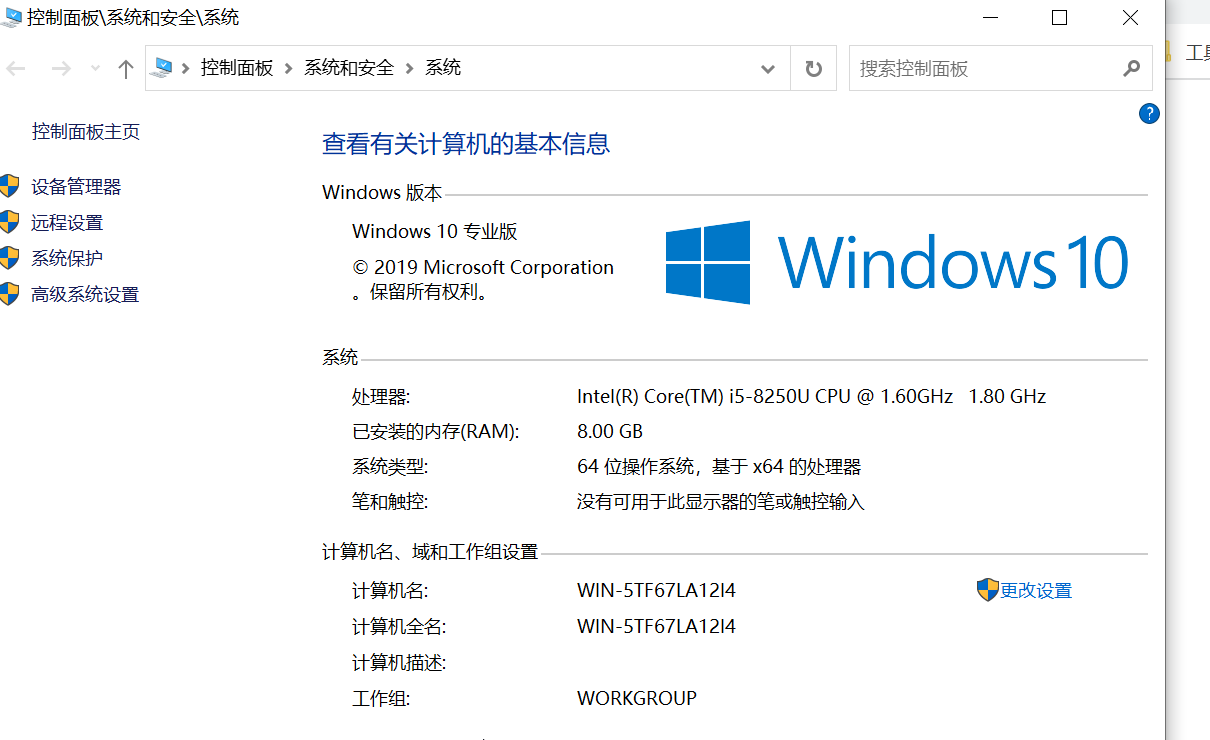 控制面板\系统和安全\系统
控制面板 系统和安全 系统
搜索控制面板
工具
控制面板主页
设备管理器
远程设置
系统保护
高级系统设置
查看有关计算机的基本信息
Windows 版本
Windows 10 专业版
© 2019 Microsoft Corporation
。保留所有权利。
Windows 10
系统
处理器: Intel(R) Core(TM) i5-8250U CPU @ 1.60GHz 1.80 GHz
已安装的内存(RAM): 8.00 GB
系统类型: 64 位操作系统，基于 x64 的处理器
笔和触控: 没有可用于此显示器的笔或触控输入
计算机名、域和工作组设置
计算机名: WIN-5TF67LA12I4 更改设置
计算机全名: WIN-5TF67LA12I4
计算机描述:
工作组: WORKGROUP